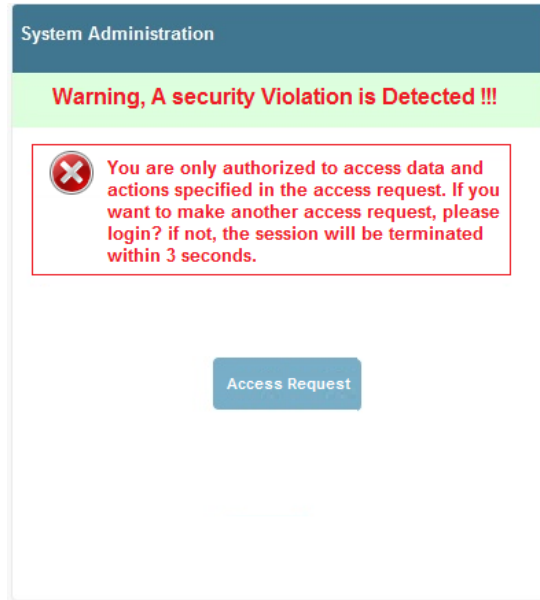 System Administration
Warning, A security Violation is Detected !!!
You are only authorized to access data and
actions specified in the access request. If you
want to make another access request, please
login? if not, the session will be terminated
within 3 seconds.
Access Request